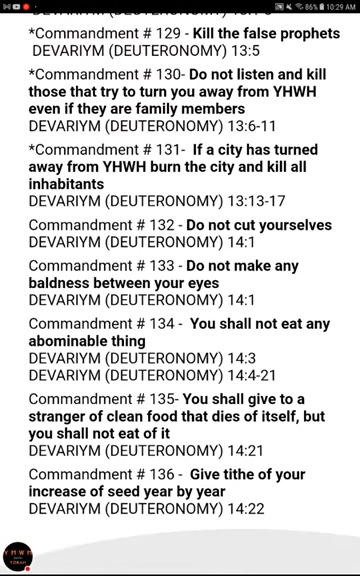 86% 10:29 AM
*Commandment # 129 - Kill the false prophets
DEVARIYM (DEUTERONOMY) 13:5
*Commandment # 130- Do not listen and kill
those that try to turn you away from YHWH
even if they are family members
DEVARIYM (DEUTERONOMY) 13:6-11
*Commandment # 131- If a city has turned
away from YHWH burn the city and kill all
inhabitants
DEVARIYM (DEUTERONOMY) 13:13-17
Commandment # 132 - Do not cut yourselves
DEVARIYM (DEUTERONOMY) 14:1
Commandment # 133 - Do not make any
baldness between your eyes
DEVARIYM (DEUTERONOMY) 14:1
Commandment # 134 - You shall not eat any
abominable thing
DEVARIYM (DEUTERONOMY) 14:3
DEVARIYM (DEUTERONOMY) 14:4-21
Commandment # 135- You shall give to a
stranger of clean food that dies of itself, but
you shall not eat of it
DEVARIYM (DEUTERONOMY) 14:21
Commandment # 136 - Give tithe of your
increase of seed year by year
DEVARIYM (DEUTERONOMY) 14:22
TORAH